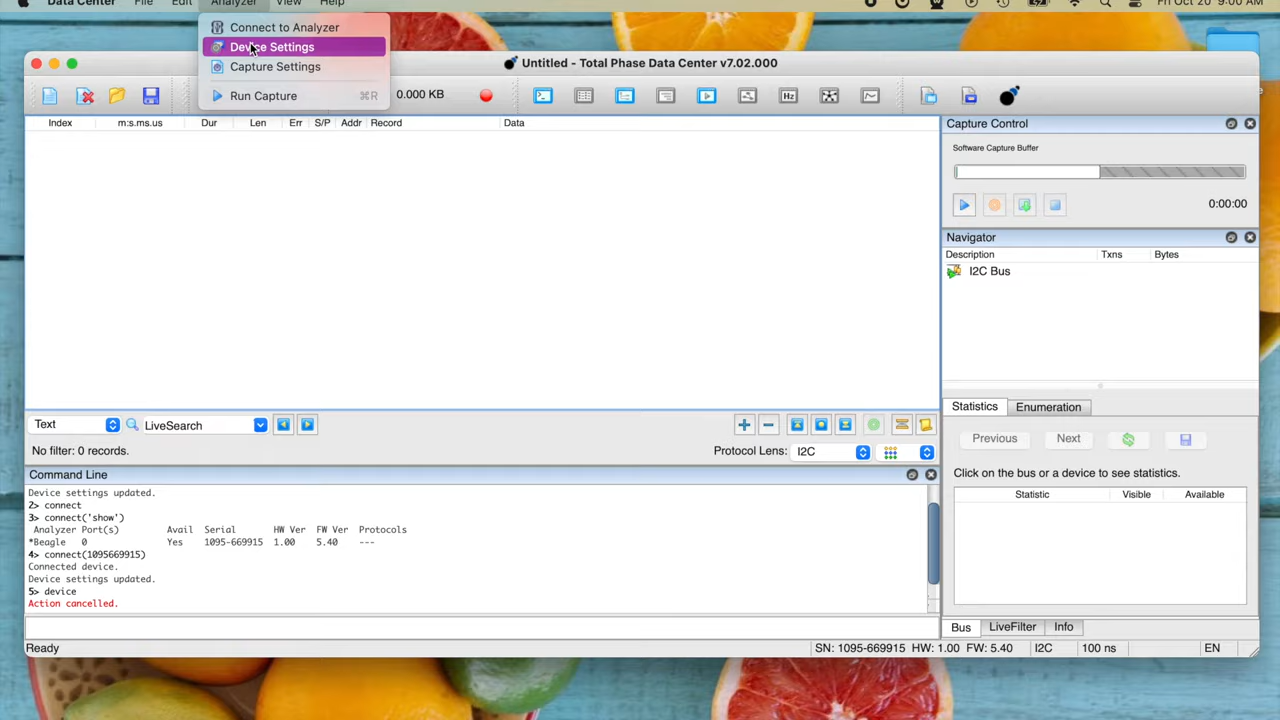 Data Center File Edit Analyzer View Help Fri Oct 20 9:00 AM
Connect to Analyzer
Device Settings
Capture Settings
Run Capture ⌘R
Untitled - Total Phase Data Center v7.02.000
0.000 KB
Index m:s.ms.us Dur Len Err S/P Addr Record Data
Capture Control
Software Capture Buffer
0:00:00
Navigator
Description Txns Bytes
I2C Bus
Statistics Enumeration
Previous Next
Click on the bus or a device to see statistics.
Statistic Visible Available
Text LiveSearch
No filter: 0 records. Protocol Lens: I2C
Command Line
Device settings updated.
2> connect
3> connect('show')
Analyzer Port(s) Avail Serial HW Ver FW Ver Protocols
*Beagle 0 Yes 1095-669915 1.00 5.40 ---
4> connect(1095669915)
Connected device.
Device settings updated.
5> device
Action cancelled.
Bus LiveFilter Info
Ready SN: 1095-669915 HW: 1.00 FW: 5.40 I2C 100 ns EN